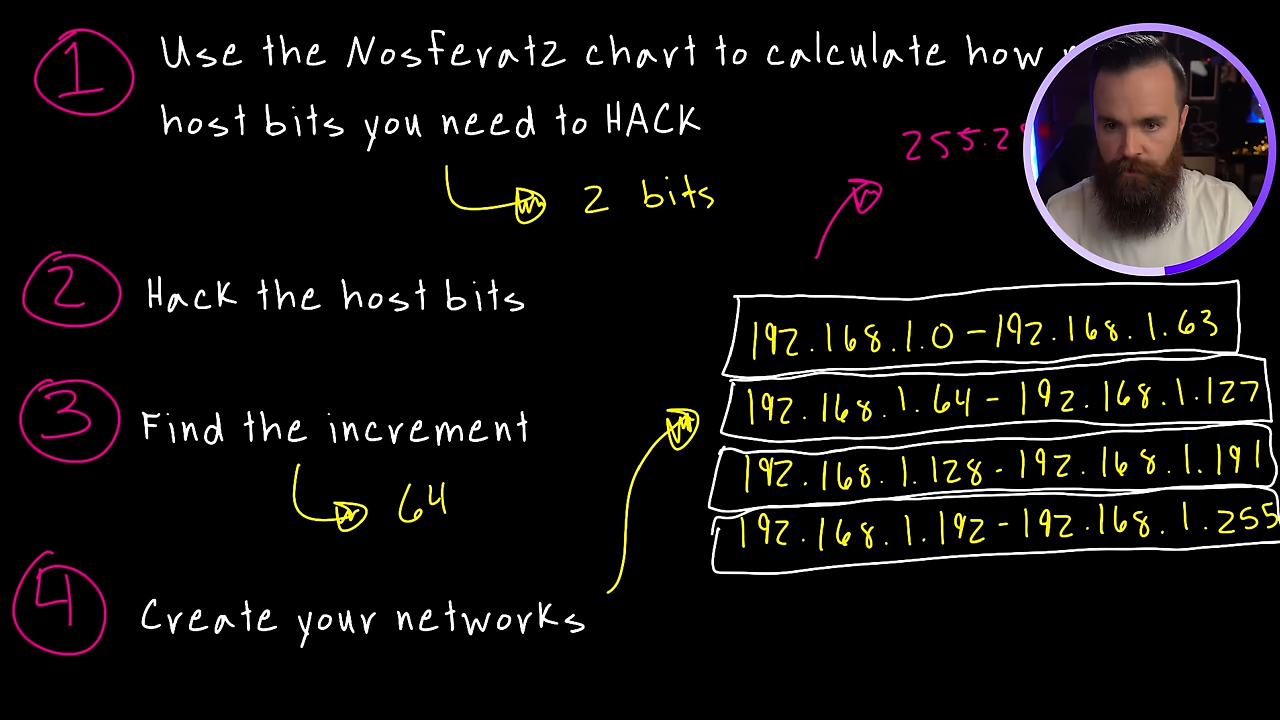 1 Use the Nosferat2 chart to calculate how
host bits you need to HACK
2 bits
255.2
2 Hack the host bits
192.168.1.0 - 192.168.1.63
192.168.1.64 - 192.168.1.127
3 Find the increment
192.168.1.128 - 192.168.1.191
64
192.168.1.192 - 192.168.1.255
4 Create your networks